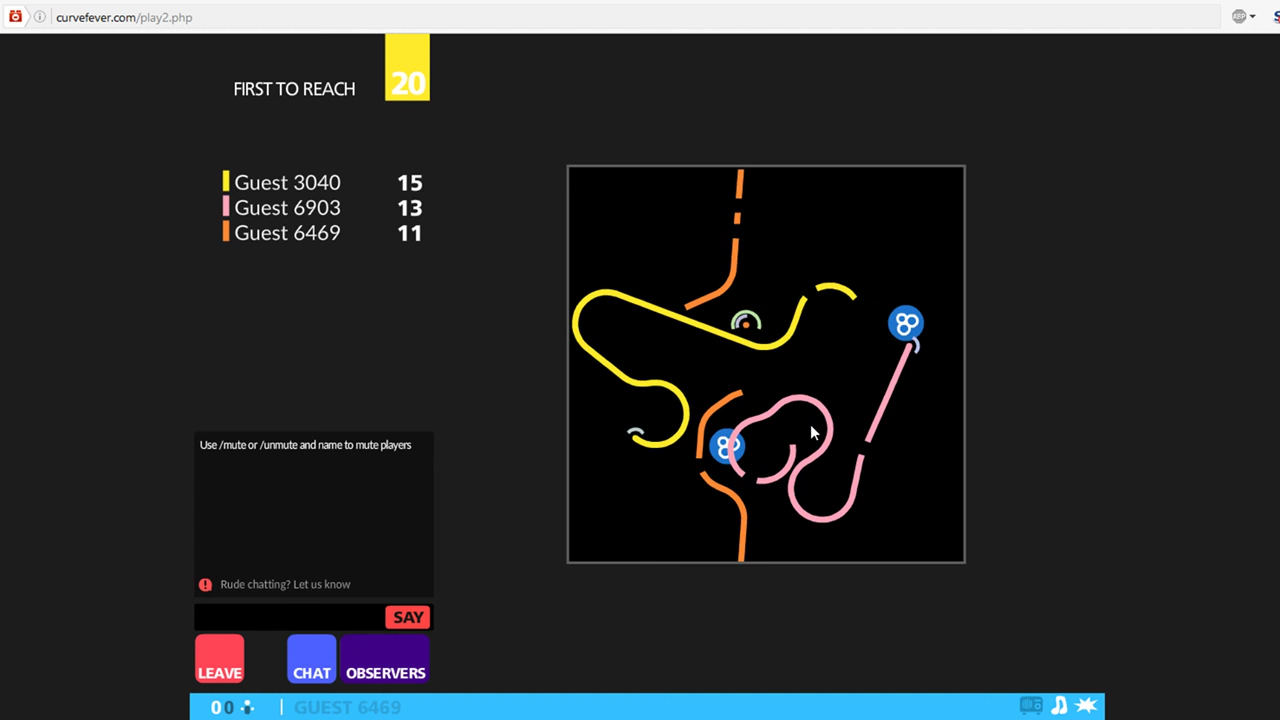 curvefever.com/play2.php
ABP
FIRST TO REACH
20
Guest 3040 15
Guest 6903 13
Guest 6469 11
Use /mute or /unmute and name to mute players
! Rude chatting? Let us know
SAY
LEAVE
CHAT
OBSERVERS
00
GUEST 6469